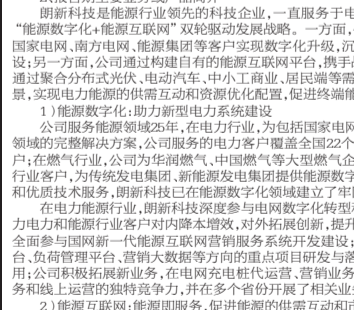 朗新科技是能源行业领先的科技企业,一直服务于电
“能源数字化+能源互联网”双轮驱动发展战略。一方面,
国家电网、南方电网、能源集团等客户实现数字化升级,沉
设;另一方面,公司通过构建自有的能源互联网平台,携手
通过聚合分布式光伏、电动汽车、中小工商业、居民端等需
景,实现电力能源的供需互动和资源优化配置,促进终端能
1)能源数字化:助力新型电力系统建设
公司服务能源领域25年,在电力行业,为包括国家电网
领域的完整解决方案,公司服务的电力客户覆盖全国22个
户;在燃气行业,公司为华润燃气、中国燃气等大型燃气企
行业客户,为传统发电集团、新能源发电集团提供能源数字
和优质技术服务,朗新科技已在能源数字化领域建立了牢固
在电力能源行业,朗新科技深度参与电网数字化转型和
力电力和能源行业客户对内降本增效,对外拓展创新,提升
全面参与国网新一代能源互联网营销服务系统开发建设;
台、负荷管理平台、营销大数据等方向的重点项目研发与落
用;公司积极拓展新业务,在电网充电桩代运营、营销业务
务和线上运营的独特竞争力,并在多个省份开展了相关业务
2)能源互联网:能源即服务,促进能源的供需互动和